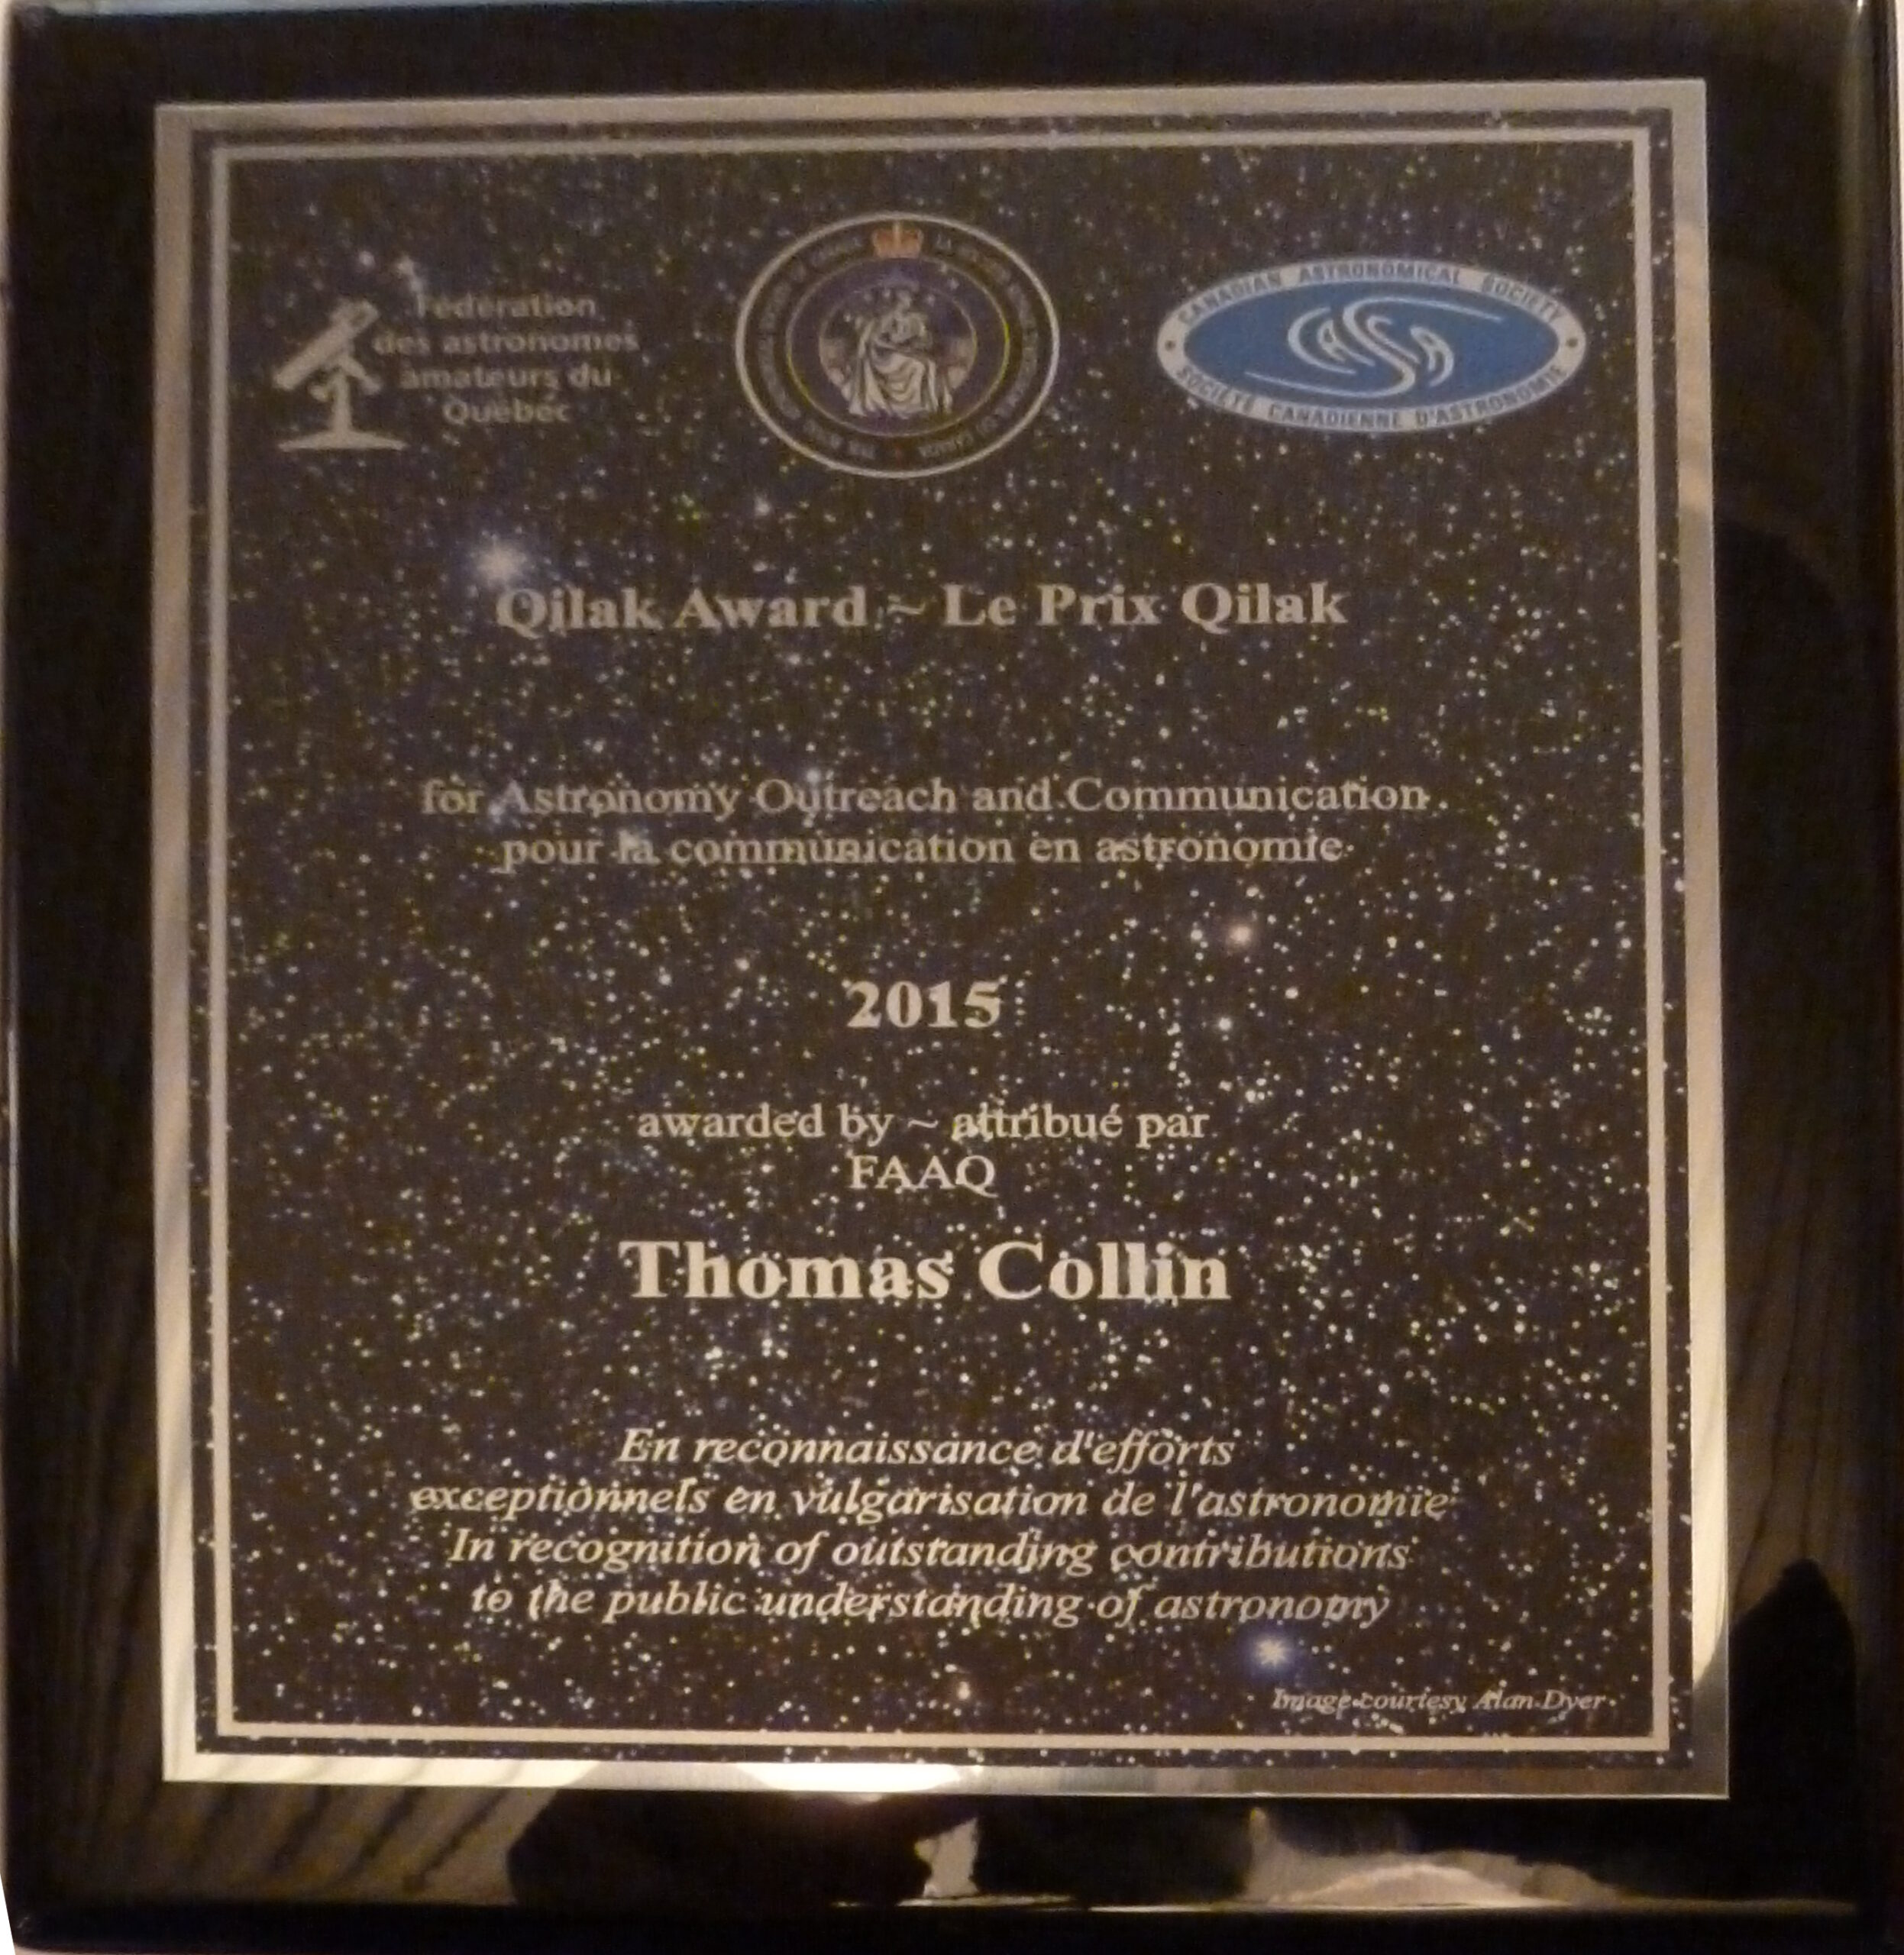 Fédération
des astronomes
amateurs du
Québec
CANADIAN ASTRONOMICAL SOCIETY
CASCA
SOCIÉTÉ CANADIENNE D'ASTRONOMIE
Qilak Award ~ Le Prix Qilak
for Astronomy Outreach and Communication
pour la communication en astronomie
2015
awarded by ~ attribué par
FAAQ
Thomas Collin
En reconnaissance d'efforts
exceptionnels en vulgarisation de l'astronomie
In recognition of outstanding contributions
to the public understanding of astronomy
Image courtesy Alan Dyer